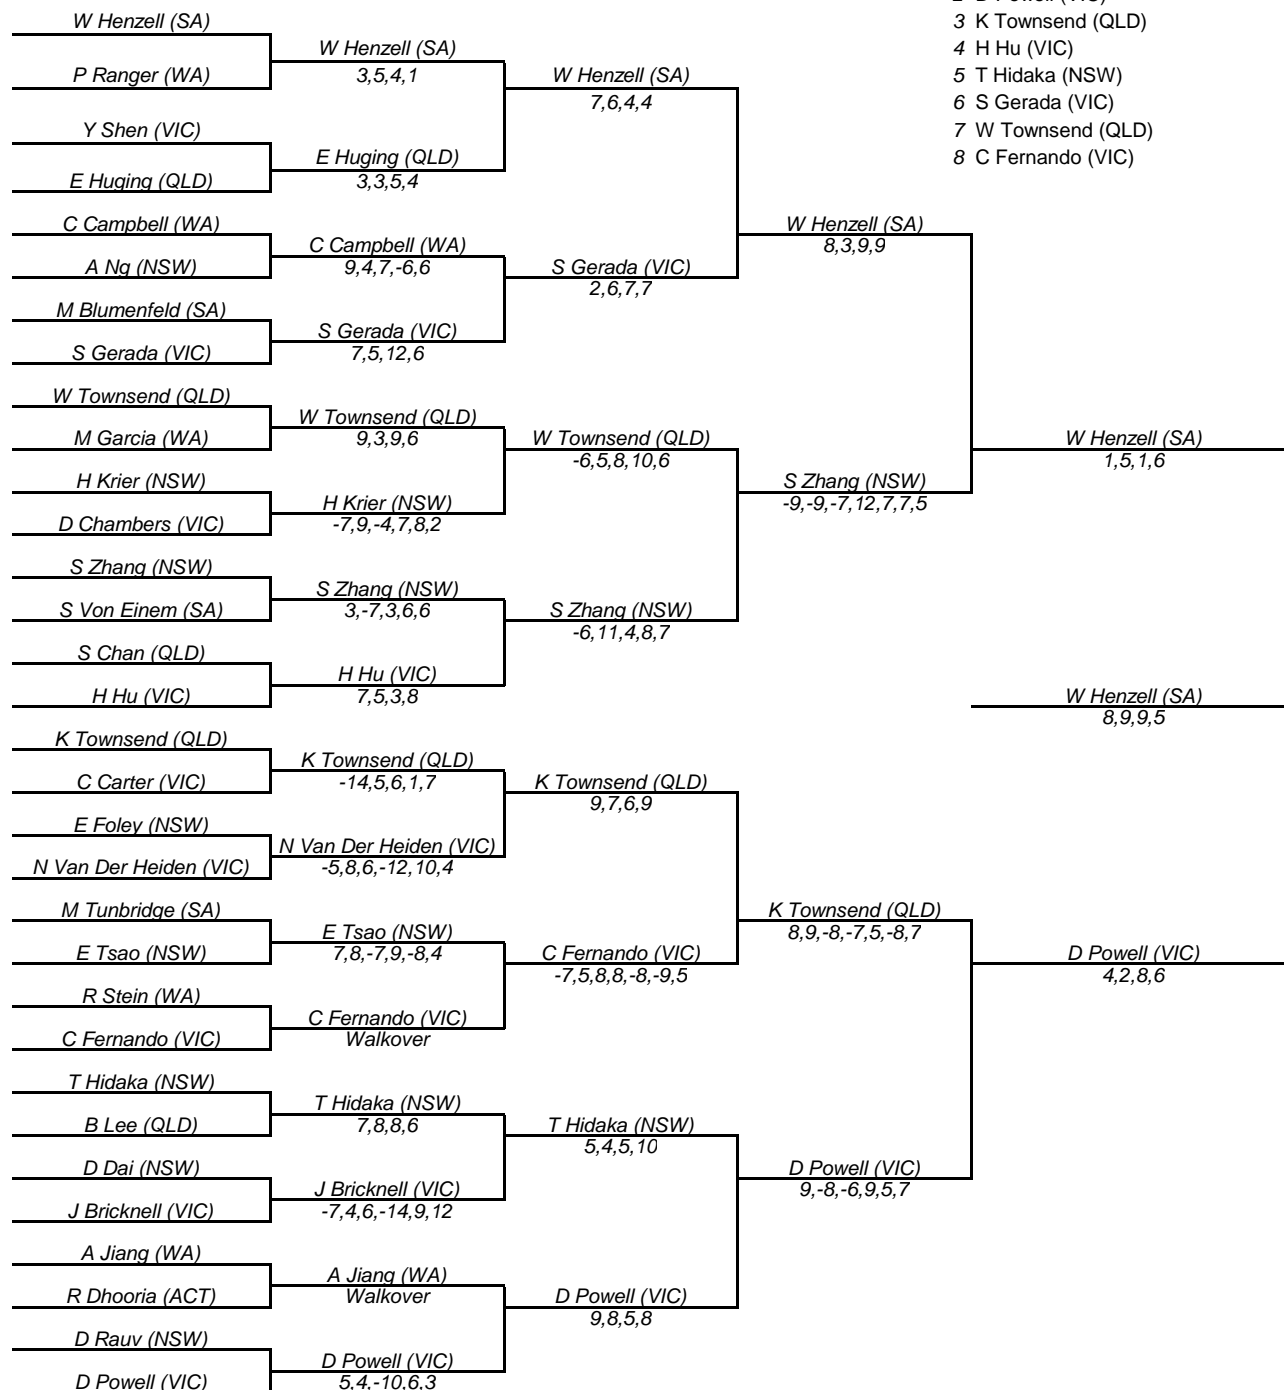 2 D Powell (VIC)
3 K Townsend (QLD)
4 H Hu (VIC)
5 T Hidaka (NSW)
6 S Gerada (VIC)
7 W Townsend (QLD)
8 C Fernando (VIC)
W Henzell (SA)
P Ranger (WA)
Y Shen (VIC)
E Huging (QLD)
C Campbell (WA)
A Ng (NSW)
M Blumenfeld (SA)
S Gerada (VIC)
W Townsend (QLD)
M Garcia (WA)
H Krier (NSW)
D Chambers (VIC)
S Zhang (NSW)
S Von Einem (SA)
S Chan (QLD)
H Hu (VIC)
K Townsend (QLD)
C Carter (VIC)
E Foley (NSW)
N Van Der Heiden (VIC)
M Tunbridge (SA)
E Tsao (NSW)
R Stein (WA)
C Fernando (VIC)
T Hidaka (NSW)
B Lee (QLD)
D Dai (NSW)
J Bricknell (VIC)
A Jiang (WA)
R Dhooria (ACT)
D Rauv (NSW)
D Powell (VIC)
W Henzell (SA)
3,5,4,1
E Huging (QLD)
3,3,5,4
C Campbell (WA)
9,4,7,-6,6
S Gerada (VIC)
7,5,12,6
W Townsend (QLD)
9,3,9,6
H Krier (NSW)
-7,9,-4,7,8,2
S Zhang (NSW)
3,-7,3,6,6
H Hu (VIC)
7,5,3,8
K Townsend (QLD)
-14,5,6,1,7
N Van Der Heiden (VIC)
-5,8,6,-12,10,4
E Tsao (NSW)
7,8,-7,9,-8,4
C Fernando (VIC)
Walkover
T Hidaka (NSW)
7,8,8,6
J Bricknell (VIC)
-7,4,6,-14,9,12
A Jiang (WA)
Walkover
D Powell (VIC)
5,4,-10,6,3
W Henzell (SA)
7,6,4,4
S Gerada (VIC)
2,6,7,7
W Townsend (QLD)
-6,5,8,10,6
S Zhang (NSW)
-6,11,4,8,7
K Townsend (QLD)
9,7,6,9
C Fernando (VIC)
-7,5,8,8,-8,-9,5
T Hidaka (NSW)
5,4,5,10
D Powell (VIC)
9,8,5,8
W Henzell (SA)
8,3,9,9
S Zhang (NSW)
-9,-9,-7,12,7,7,5
K Townsend (QLD)
8,9,-8,-7,5,-8,7
D Powell (VIC)
9,-8,-6,9,5,7
W Henzell (SA)
1,5,1,6
W Henzell (SA)
8,9,9,5
D Powell (VIC)
4,2,8,6